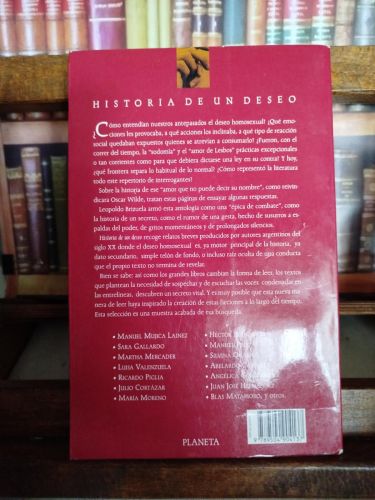 HISTORIA DE UN DESEO
¿Cómo entendían nuestros antepasados el deseo homosexual? ¿Qué emo-
ciones les provocaba, a qué acciones los incitaba, a qué tipo de reacción
social quedaban expuestos quienes se atrevían a consumarlo? ¿Fueron, con el
correr del tiempo, la "sodomía" y el "amor de Lesbos" prácticas excepcionales
o tan corrientes como para que debiera dictarse una ley en su contra? Y hoy,
¿qué frontera separa lo habitual de lo normal? ¿Cómo representó la literatura
todo este repertorio de interrogantes?
Sobre la historia de ese "amor que no puede decir su nombre", como reivin-
dicara Oscar Wilde, tratan estas páginas de ensayar algunas respuestas.
Leopoldo Brizuela armó esta antología como una "épica de combate", como
la historia de un secreto, como el rumor de una gesta, hecho de susurros a es-
paldas del poder, de gritos momentáneos y de prolongados silencios.
Historia de un deseo recoge relatos breves producidos por autores argentinos del
siglo XX donde el deseo homosexual es, ya motor principal de la historia, ya
dato secundario, simple telón de fondo, o incluso raíz oculta de una conducta
que el propio texto no termina de revelar.
Bien se sabe: así como los grandes libros cambian la forma de leer, los textos
que plantean la necesidad de sospechar y de escuchar las voces condenadas en
las entrelíneas, descubren un secreto vital. Y es muy posible que esta nueva ma-
nera de leer haya inspirado la creación de estas ficciones a lo largo del tiempo.
Esta selección es una muestra acabada de esa búsqueda.
• MANUEL MUJICA LAINEZ
• SARA GALLARDO
• MARTHA MERCADER
• LUISA VALENZUELA
• RICARDO PIGLIA
• JULIO CORTÁZAR
• MARÍA MORENO
• HÉCTOR
• MANUEL
• SILVINA
• ABELARDO
• ANGÉLICA
• JUAN JOSÉ
• BLAS MATAMORO, y otros.
PLANETA